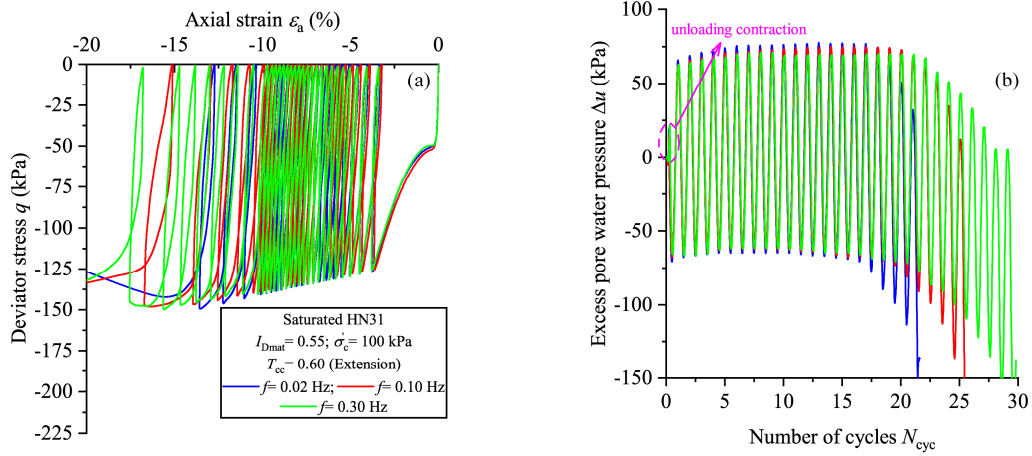 Axial strain εa (%)
-20 -15 -10 -5 0
0
-25
-50
-75
-100
-125
-150
-175
-200
-225
Deviator stress q (kPa)
(a)
Saturated HN31
IDmat= 0.55; σ'c= 100 kPa
Tcc− 0.60 (Extension)
f= 0.02 Hz; f= 0.10 Hz
f= 0.30 Hz
100
50
0
-50
-100
-150
Excess pore water pressure Δu (kPa)
unloading contraction
(b)
0 5 10 15 20 25 30
Number of cycles Ncyc